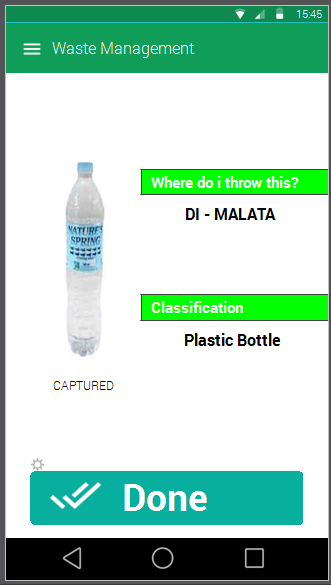 15:45
Waste Management
Where do i throw this?
DI - MALATA
NATURE'S
SPRING
Classification
Plastic Bottle
CAPTURED
Done